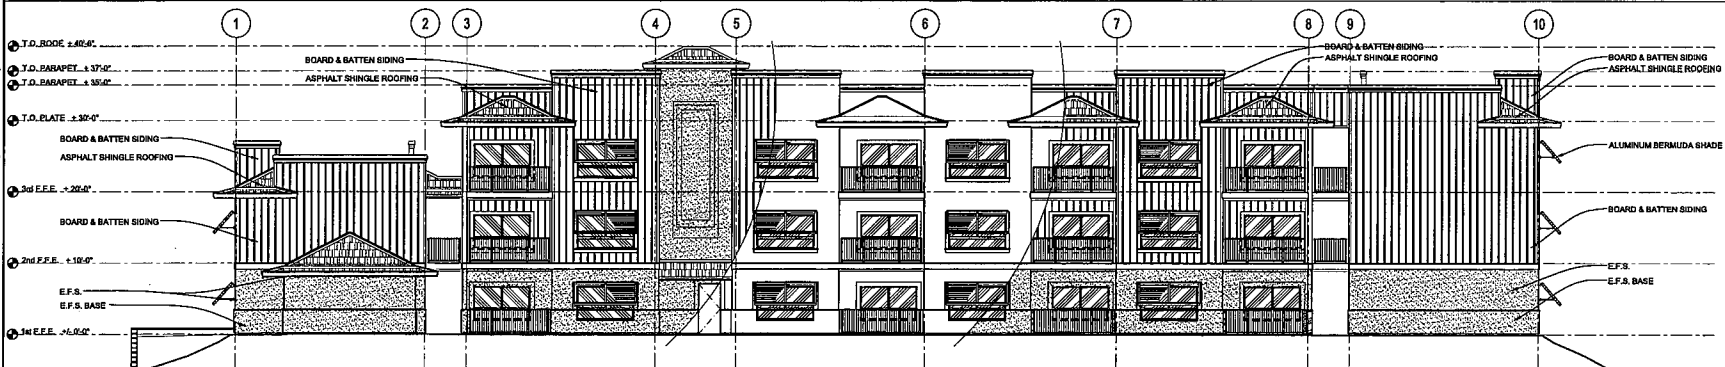 1 2 3 4 5 6 7 8 9 10
T.O. ROOF + 40'-6"
T.O. PARAPET + 37'-0"
T.O. PARAPET + 35'-0"
T.O. PLATE + 30'-0"
3rd F.F.E. + 20'-0"
2nd F.F.E. + 10'-0"
1st F.F.E. +/- 0'-0"
BOARD & BATTEN SIDING
ASPHALT SHINGLE ROOFING
BOARD & BATTEN SIDING
E.F.S.
E.F.S. BASE
BOARD & BATTEN SIDING
ASPHALT SHINGLE ROOFING
BOARD & BATTEN SIDING
ASPHALT SHINGLE ROOFING
BOARD & BATTEN SIDING
ASPHALT SHINGLE ROOFING
ALUMINUM BERMUDA SHADE
BOARD & BATTEN SIDING
E.F.S.
E.F.S. BASE